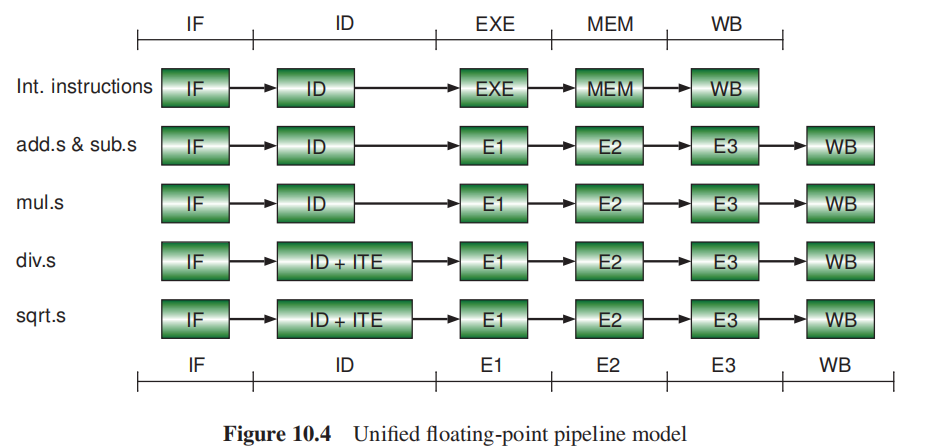 IF ID EXE MEM WB
Int. instructions IF ID EXE MEM WB
add.s & sub.s IF ID E1 E2 E3 WB
mul.s IF ID E1 E2 E3 WB
div.s IF ID + ITE E1 E2 E3 WB
sqrt.s IF ID + ITE E1 E2 E3 WB
IF ID E1 E2 E3 WB
Figure 10.4 Unified floating-point pipeline model